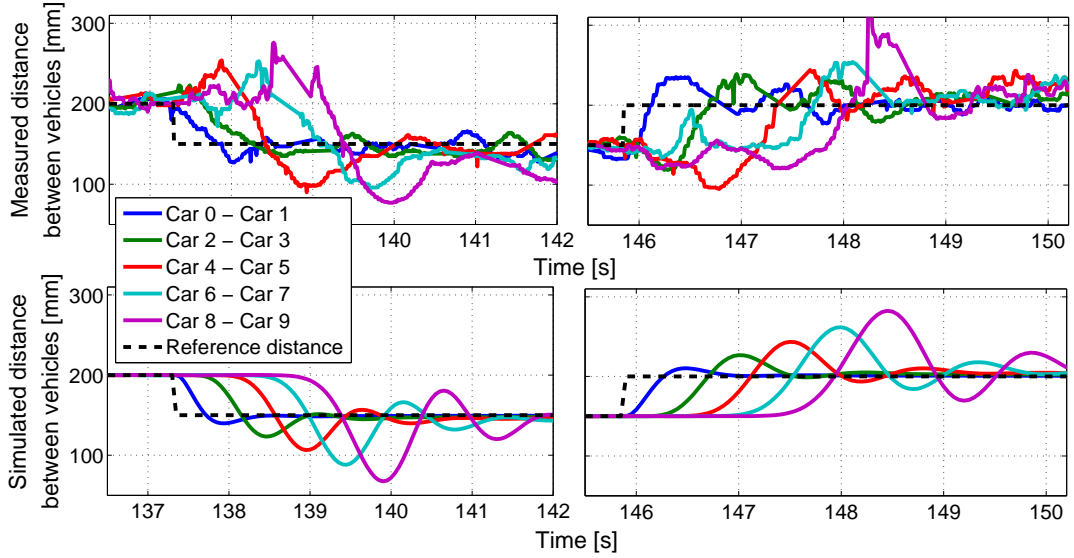 Measured distance
between vehicles [mm]
300
200
100
140
141
142
146
147
148
149
150
Time [s]
Car 0 − Car 1
Car 2 − Car 3
Car 4 − Car 5
Car 6 − Car 7
Car 8 − Car 9
Reference distance
Simulated distance
between vehicles [mm]
300
200
100
137
138
139
140
141
142
146
147
148
149
150
Time [s]